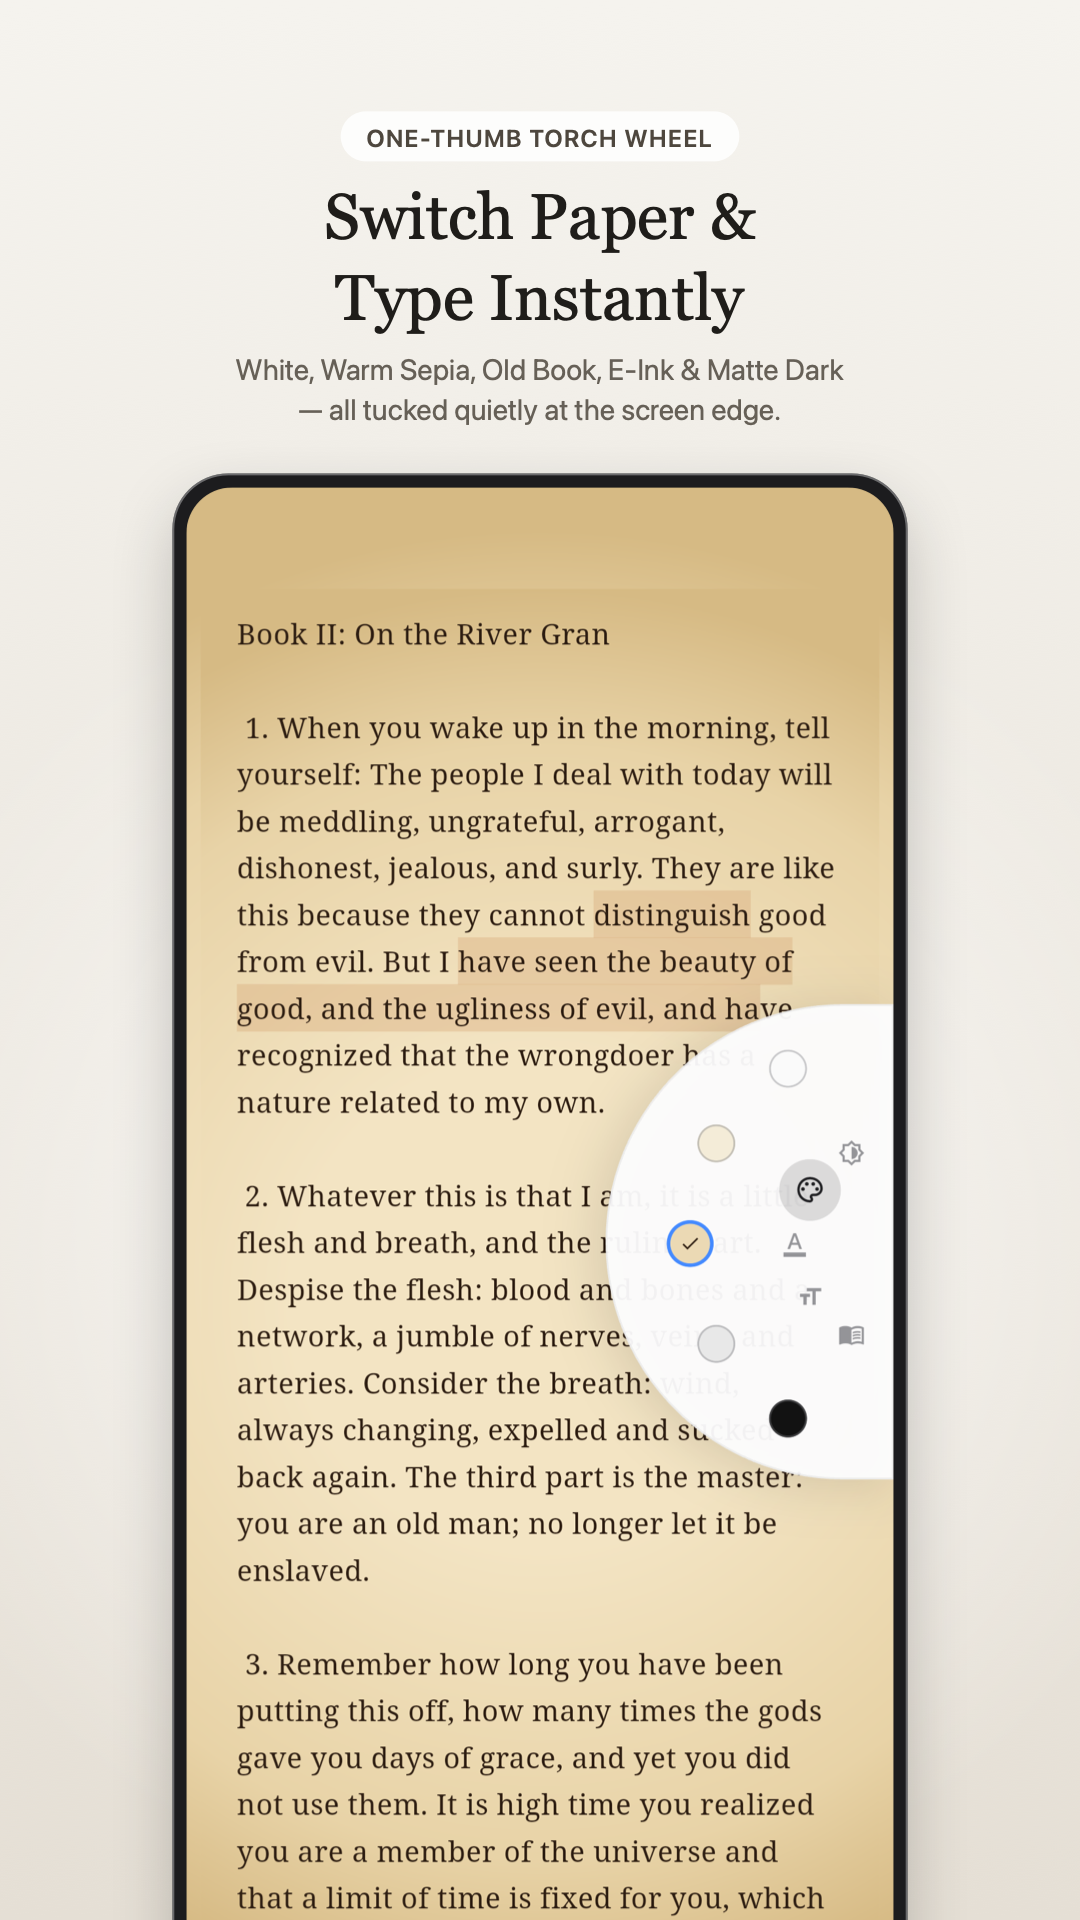 ONE-THUMB TORCH WHEEL
Switch Paper &
Type Instantly
White, Warm Sepia, Old Book, E-Ink & Matte Dark
— all tucked quietly at the screen edge.
Book II: On the River Gran
1. When you wake up in the morning, tell
yourself: The people I deal with today will
be meddling, ungrateful, arrogant,
dishonest, jealous, and surly. They are like
this because they cannot distinguish good
from evil. But I have seen the beauty of
good, and the ugliness of evil, and have
recognized that the wrongdoer has a
nature related to my own.
2. Whatever this is that I am, it is a little
flesh and breath, and the ruling part.
Despise the flesh: blood and bones and a
network, a jumble of nerves, veins, and
arteries. Consider the breath: wind,
always changing, expelled and sucked
back again. The third part is the master:
you are an old man; no longer let it be
enslaved.
3. Remember how long you have been
putting this off, how many times the gods
gave you days of grace, and yet you did
not use them. It is high time you realized
you are a member of the universe and
that a limit of time is fixed for you, which
A
TT